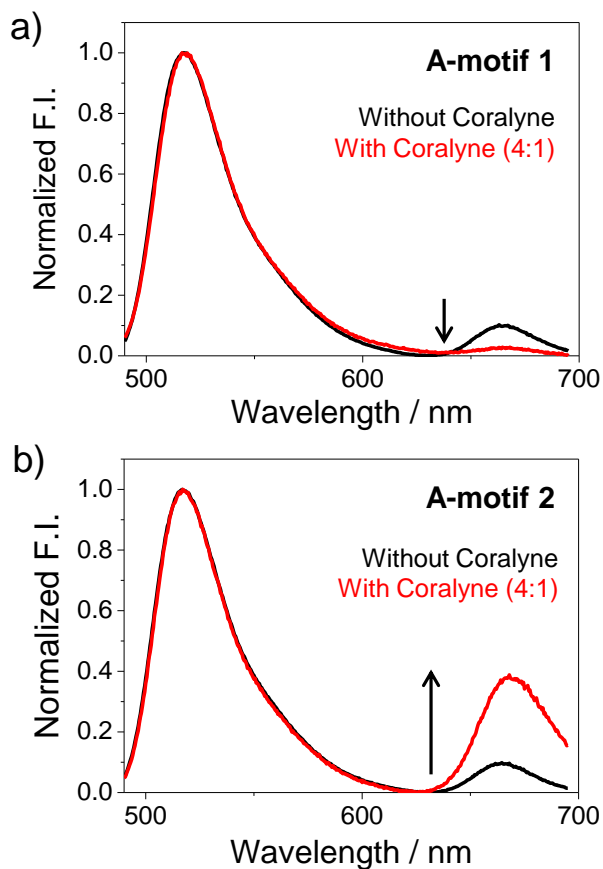 a)
A-motif 1
Without Coralyne
With Coralyne (4:1)
Normalized F.I.
1.0
0.8
0.6
0.4
0.2
0.0
500
600
700
Wavelength / nm
b)
A-motif 2
Without Coralyne
With Coralyne (4:1)
Normalized F.I.
1.0
0.8
0.6
0.4
0.2
0.0
500
600
700
Wavelength / nm